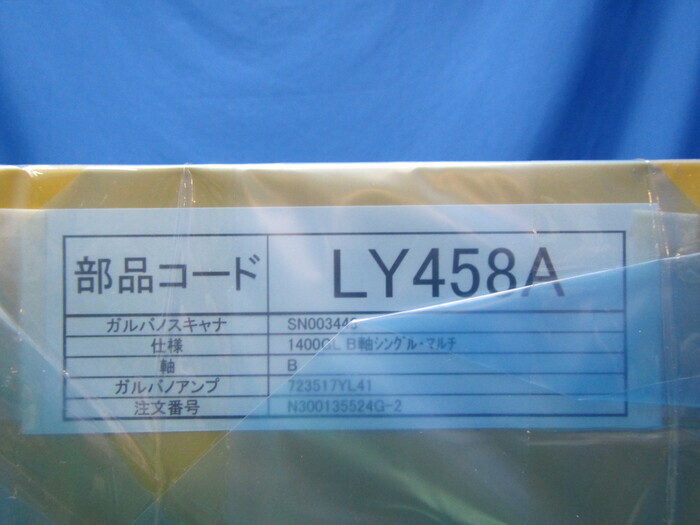 部品コード LY458A
ガルバノスキャナ
仕様 1400GL B軸シングル・マルチ
軸 B
ガルバノアンプ 723517YL41
注文番号 N300135524G-2